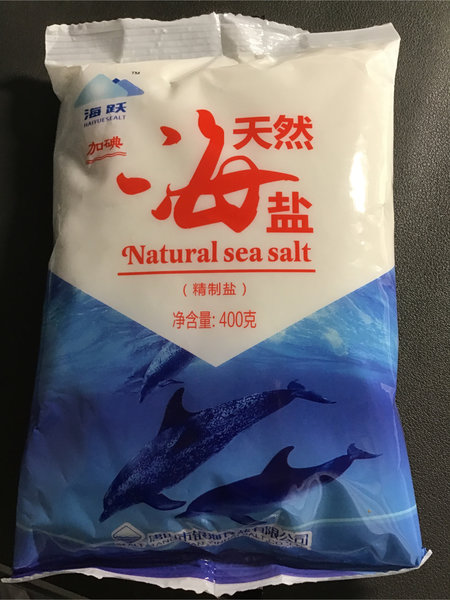 TM
海跃
HAIYUESEALT
加碘
天然
海盐
Natural sea salt
（精制盐）
净含量: 400克